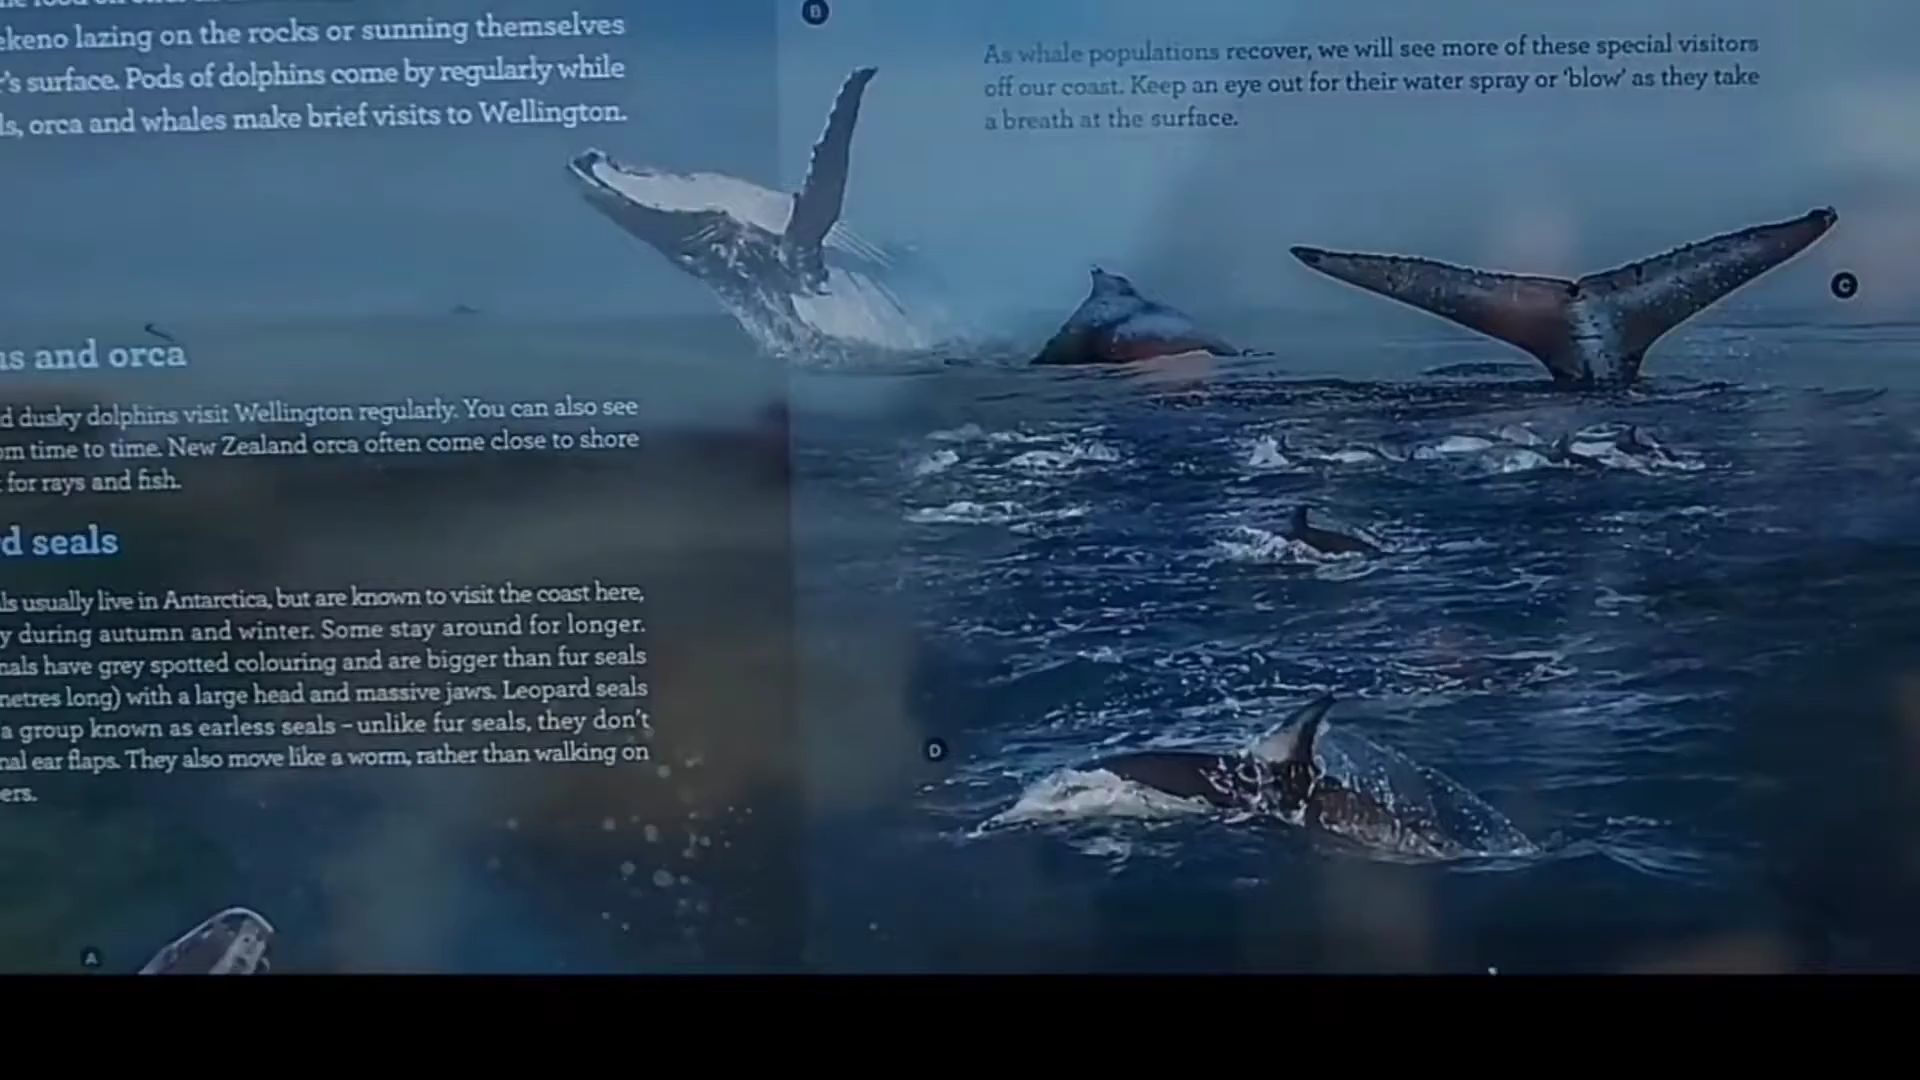 ekeno lazing on the rocks or sunning themselves
's surface. Pods of dolphins come by regularly while
ls, orca and whales make brief visits to Wellington.
B
As whale populations recover, we will see more of these special visitors
off our coast. Keep an eye out for their water spray or ‘blow’ as they take
a breath at the surface.
C
ns and orca
d dusky dolphins visit Wellington regularly. You can also see
om time to time. New Zealand orca often come close to shore
for rays and fish.
d seals
ls usually live in Antarctica, but are known to visit the coast here,
y during autumn and winter. Some stay around for longer.
mals have grey spotted colouring and are bigger than fur seals
metres long) with a large head and massive jaws. Leopard seals
a group known as earless seals – unlike fur seals, they don't
nal ear flaps. They also move like a worm, rather than walking on
ers.
D
A